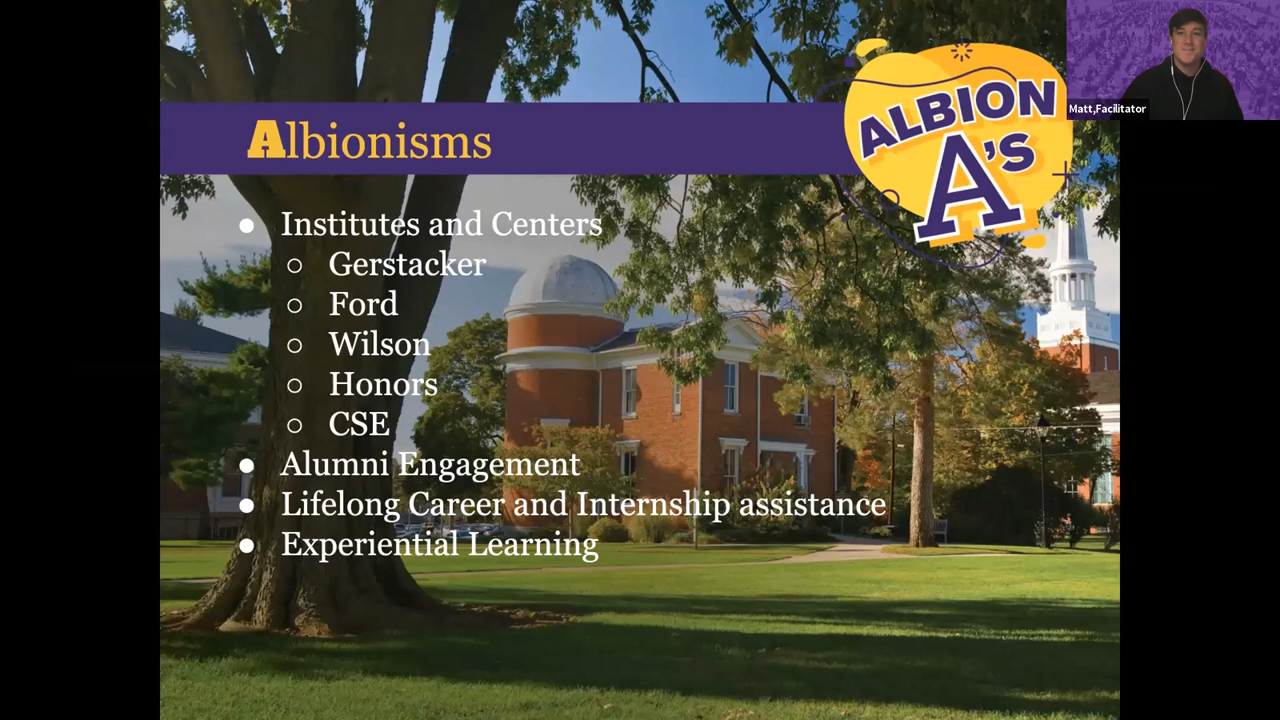 Albionisms
ALBION
A's
Matt,Facilitator
● Institutes and Centers
○ Gerstacker
○ Ford
○ Wilson
○ Honors
○ CSE
● Alumni Engagement
● Lifelong Career and Internship assistance
● Experiential Learning